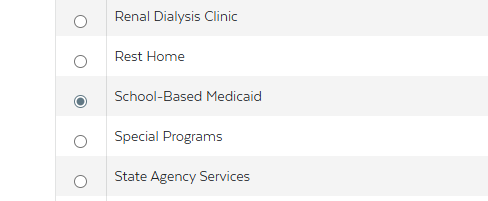 Renal Dialysis Clinic
Rest Home
School-Based Medicaid
Special Programs
State Agency Services